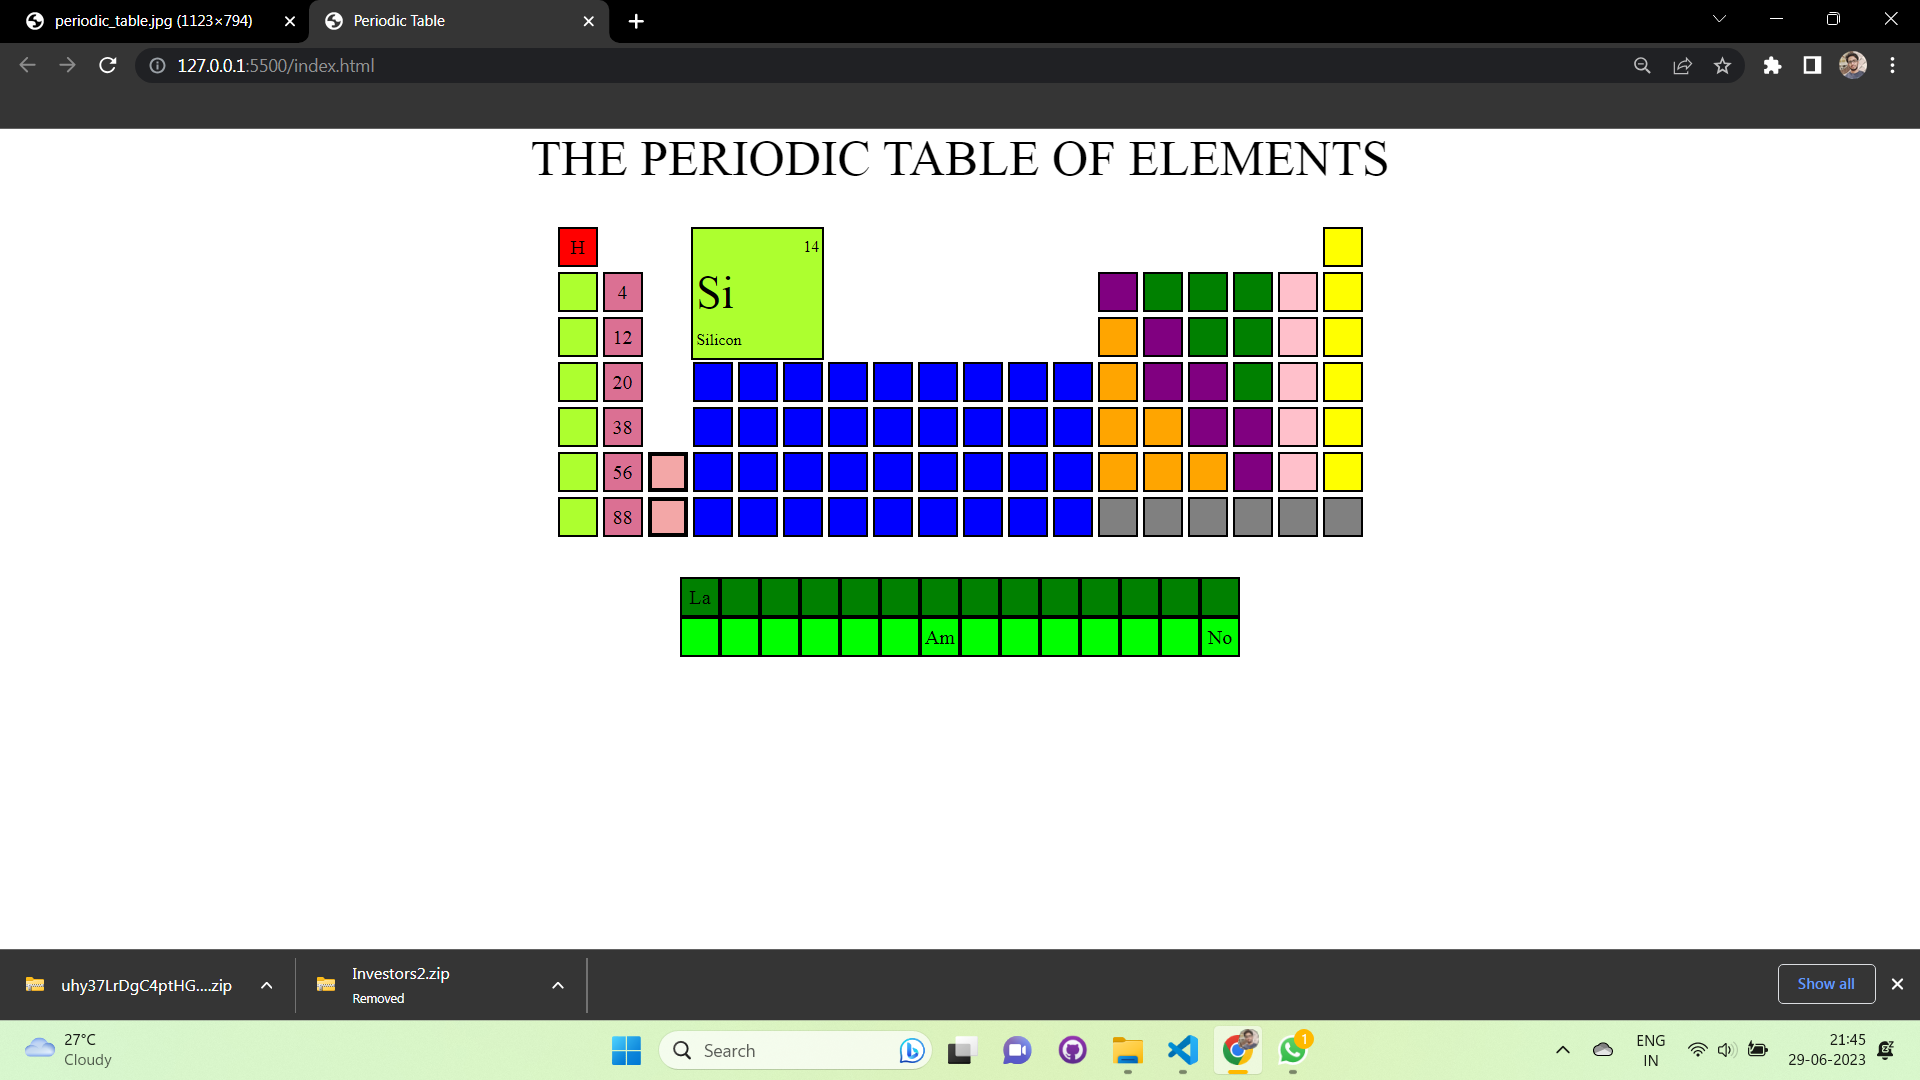 periodic_table.jpg (1123×794)
Periodic Table
127.0.0.1:5500/index.html
THE PERIODIC TABLE OF ELEMENTS
H
14
Si
Silicon
4
12
20
38
56
88
La
Am
No
uhy37LrDgC4ptHG....zip
Investors2.zip
Removed
Show all
27°C
Cloudy
Search
1
ENG
IN
21:45
29-06-2023